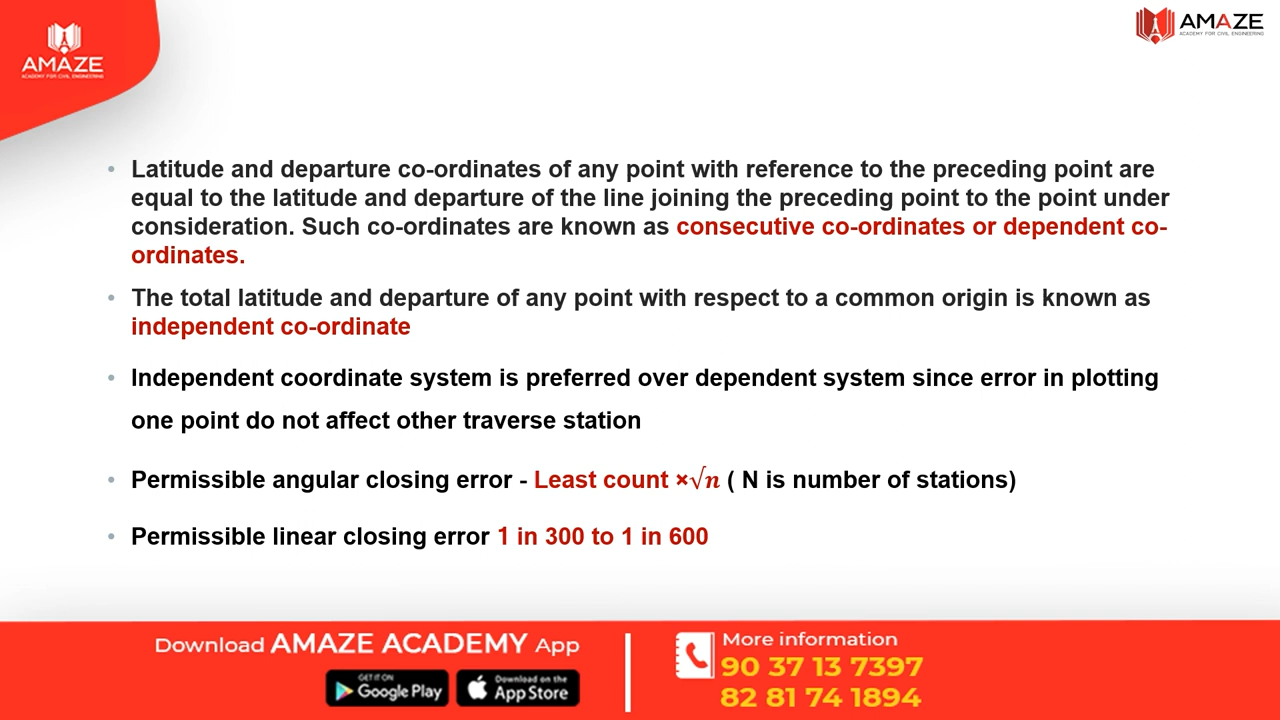 AMAZE
ACADEMY FOR CIVIL ENGINEERING
AMAZE
ACADEMY FOR CIVIL ENGINEERING
• Latitude and departure co-ordinates of any point with reference to the preceding point are
equal to the latitude and departure of the line joining the preceding point to the point under
consideration. Such co-ordinates are known as consecutive co-ordinates or dependent co-
ordinates.
• The total latitude and departure of any point with respect to a common origin is known as
independent co-ordinate
• Independent coordinate system is preferred over dependent system since error in plotting
one point do not affect other traverse station
• Permissible angular closing error - Least count ×√n ( N is number of stations)
• Permissible linear closing error 1 in 300 to 1 in 600
Download AMAZE ACADEMY App
GET IT ON
Google Play
Download on the
App Store
More information
90 37 13 7397
82 81 74 1894